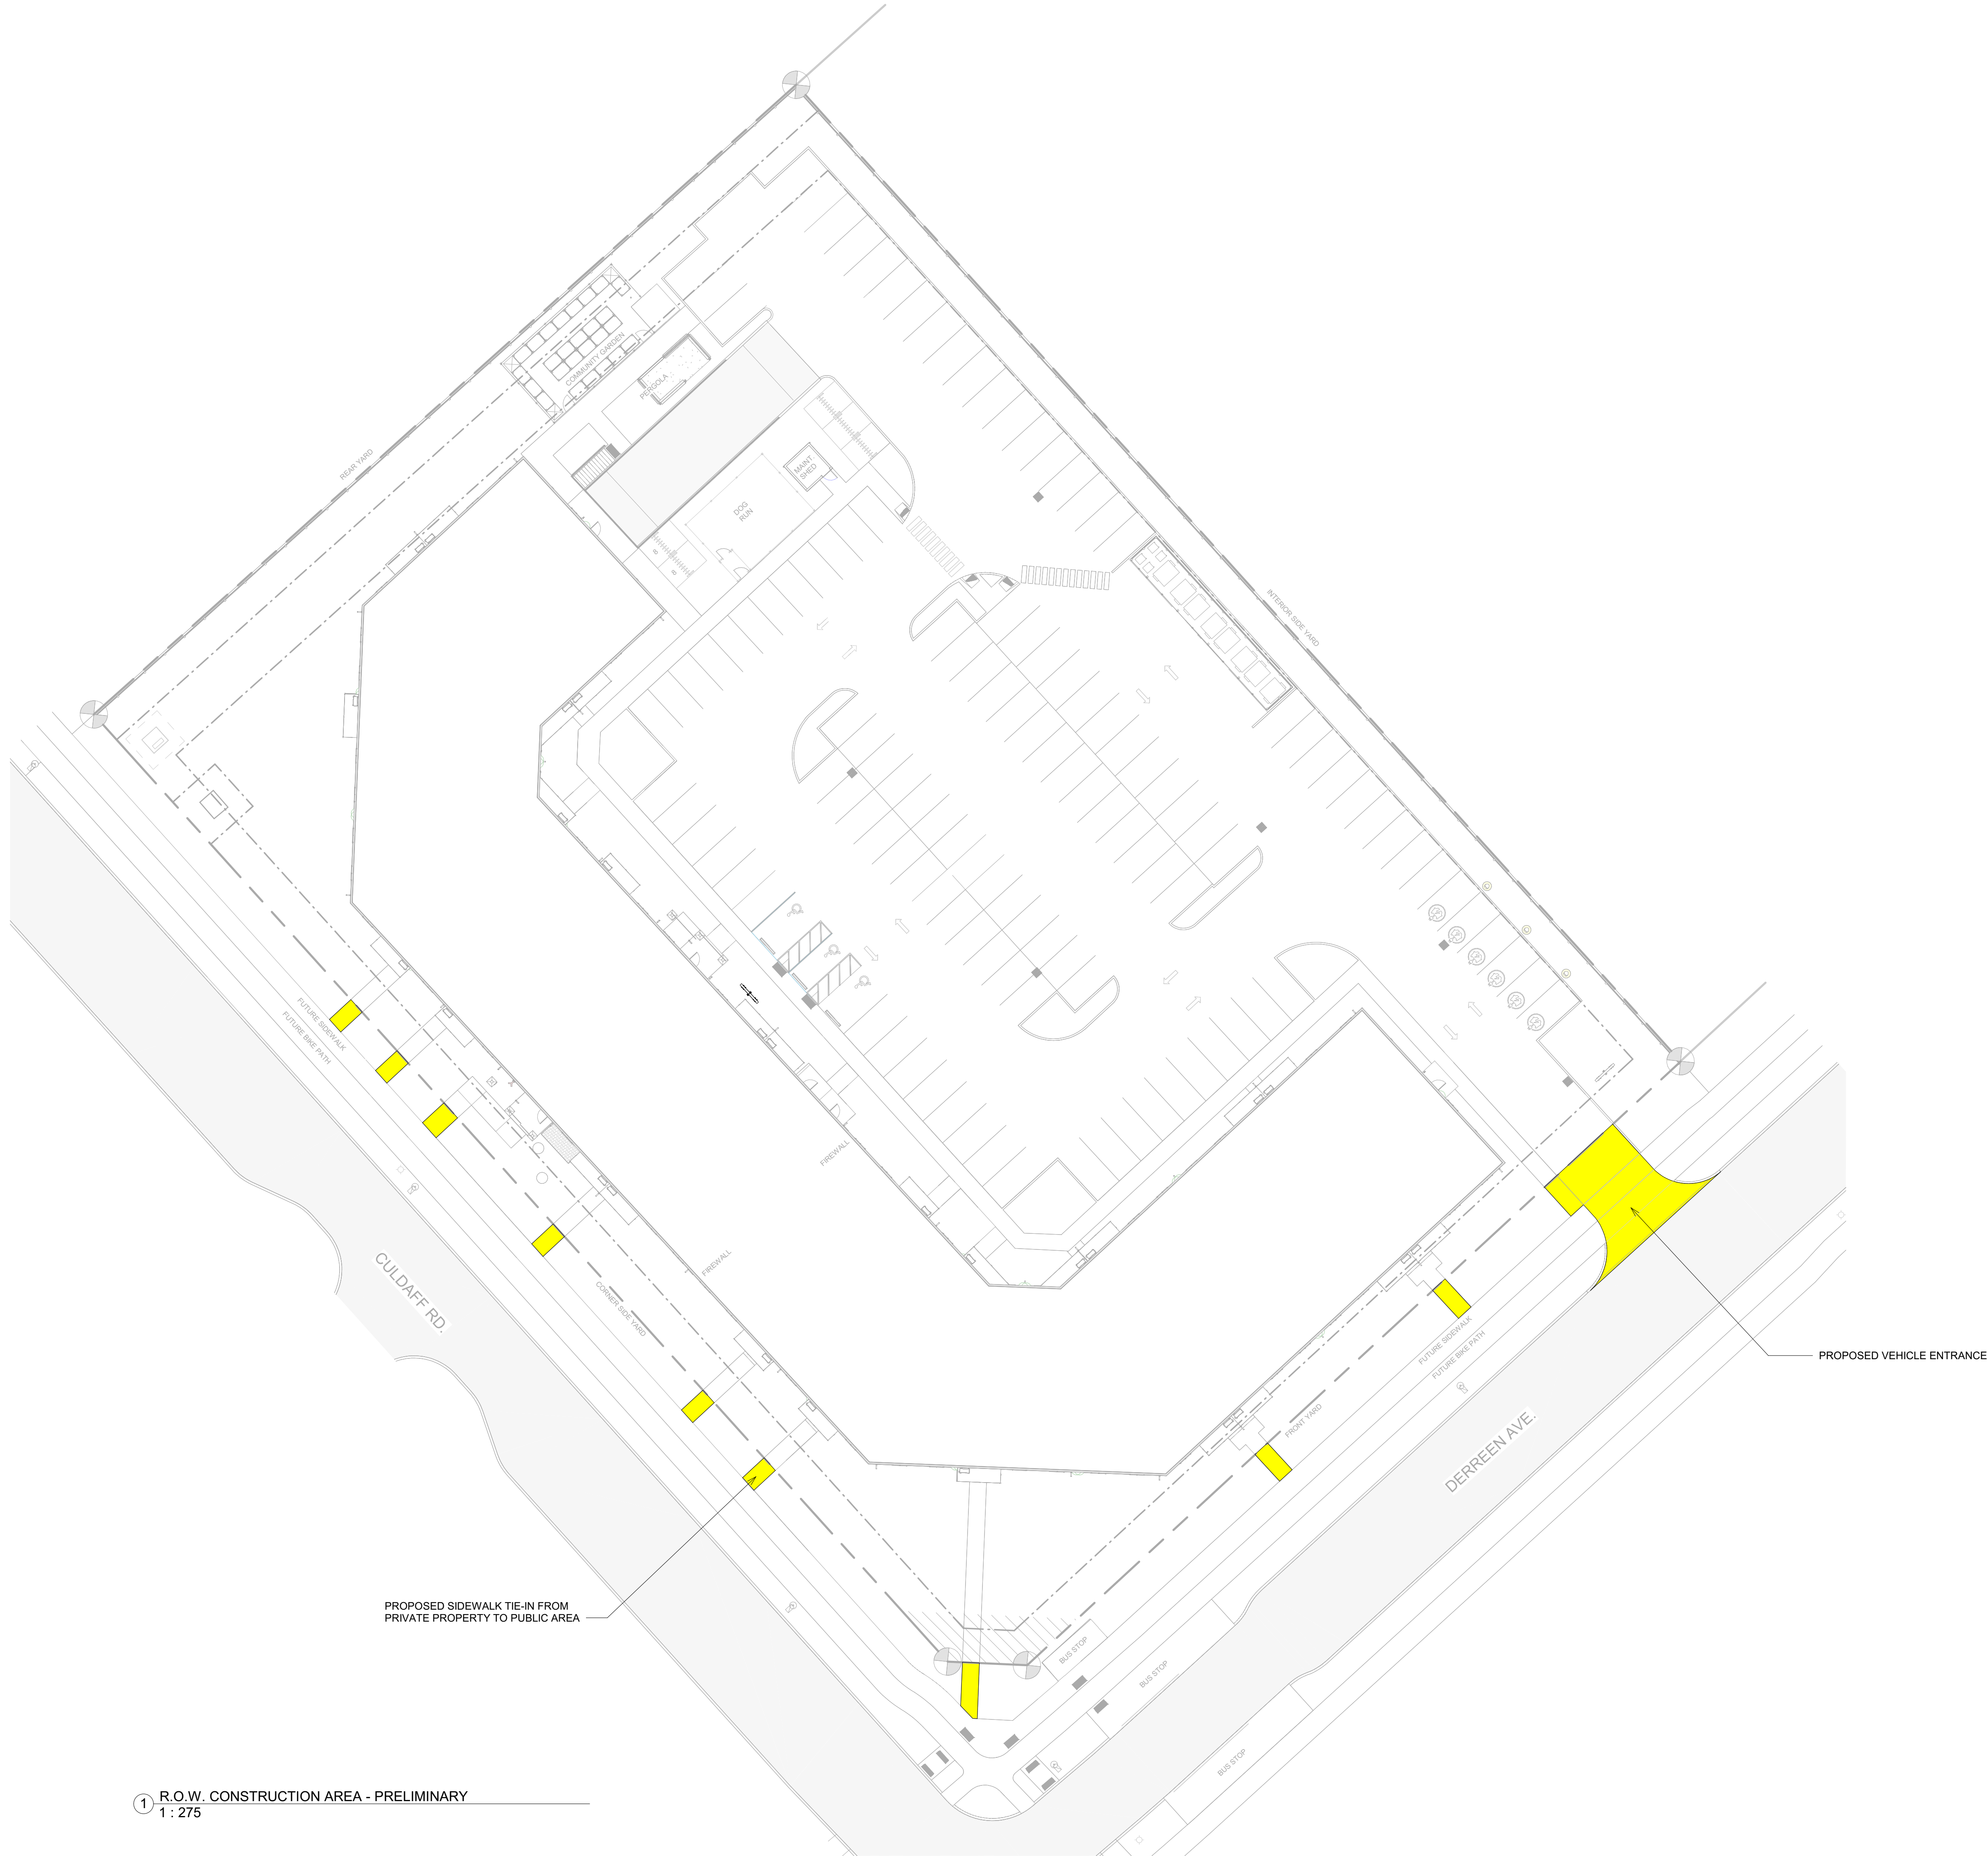 COMMUNITY GARDEN
PERGOLA
REAR YARD
MAINT.
SHED
DOG
RUN
INTERIOR SIDE YARD
FUTURE SIDEWALK
FUTURE BIKE PATH
FIREWALL
FIREWALL
CULDAFF RD.
CORNER SIDE YARD
FUTURE SIDEWALK
FUTURE BIKE PATH
PROPOSED VEHICLE ENTRANCE
FRONT YARD
DERREEN AVE.
PROPOSED SIDEWALK TIE-IN FROM
PRIVATE PROPERTY TO PUBLIC AREA
BUS STOP
BUS STOP
BUS STOP
1
R.O.W. CONSTRUCTION AREA - PRELIMINARY
1 : 275